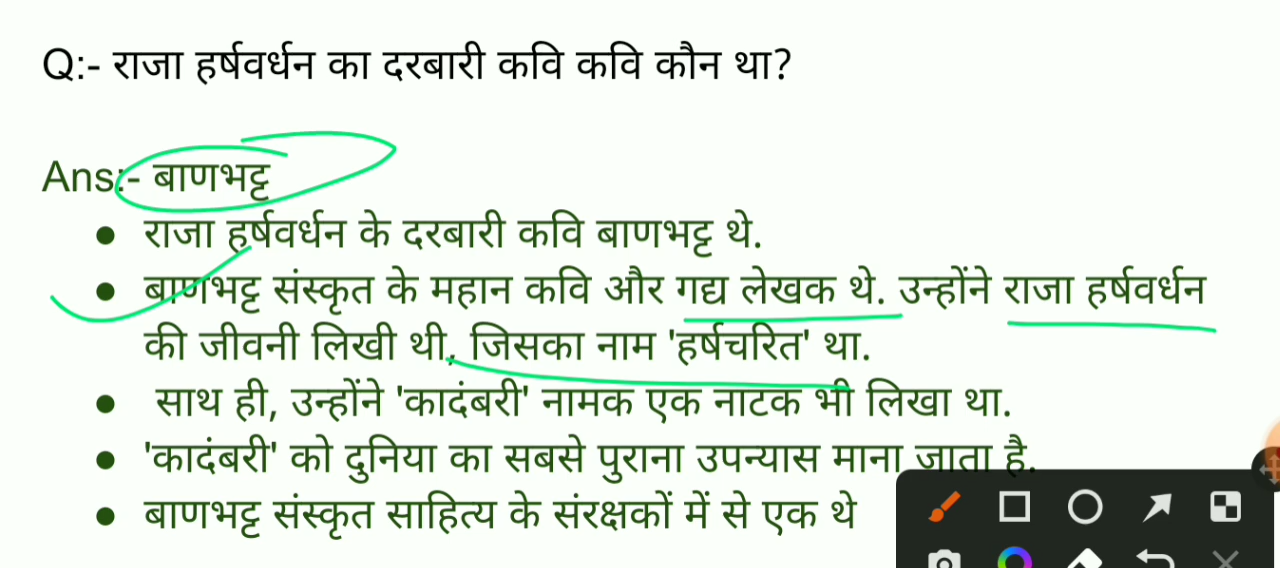 Q:- राजा हर्षवर्धन का दरबारी कवि कवि कौन था?
Ans:- बाणभट्ट
● राजा हर्षवर्धन के दरबारी कवि बाणभट्ट थे.
● बाणभट्ट संस्कृत के महान कवि और गद्य लेखक थे. उन्होंने राजा हर्षवर्धन
की जीवनी लिखी थी, जिसका नाम 'हर्षचरित' था.
● साथ ही, उन्होंने 'कादंबरी' नामक एक नाटक भी लिखा था.
● 'कादंबरी' को दुनिया का सबसे पुराना उपन्यास माना जाता है.
● बाणभट्ट संस्कृत साहित्य के संरक्षकों में से एक थे